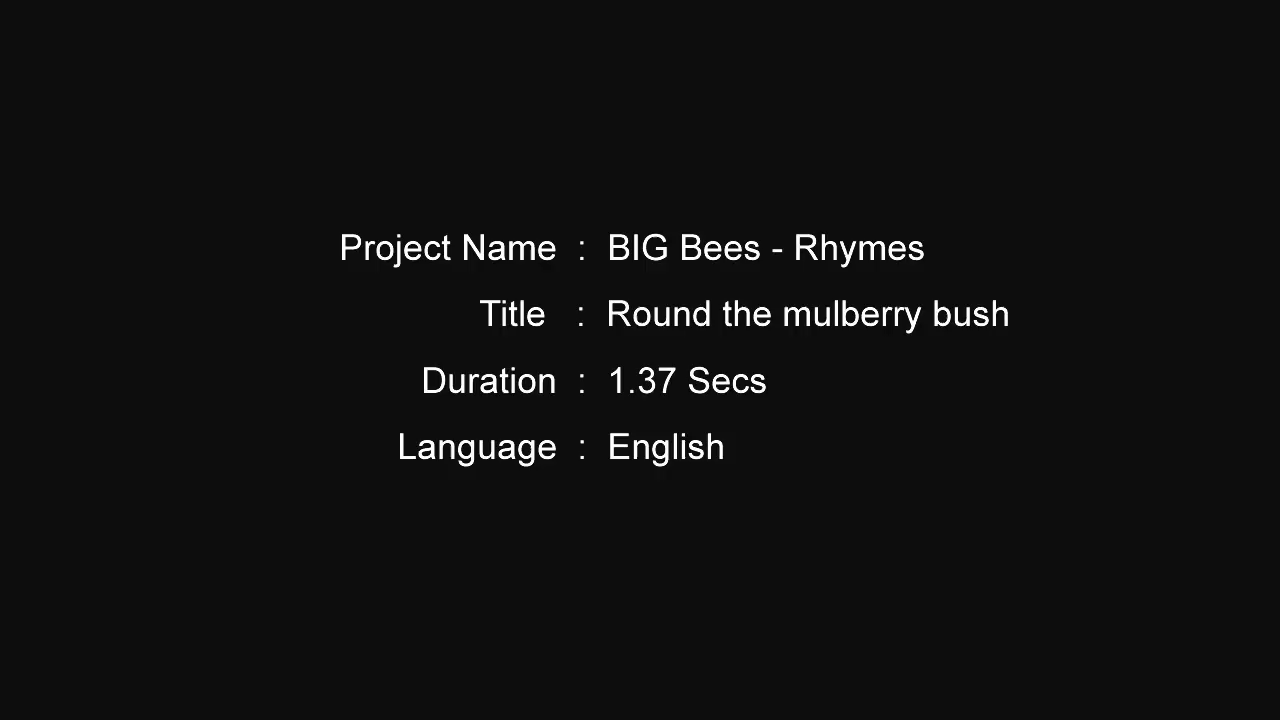 Project Name : BIG Bees - Rhymes
Title : Round the mulberry bush
Duration : 1.37 Secs
Language : English